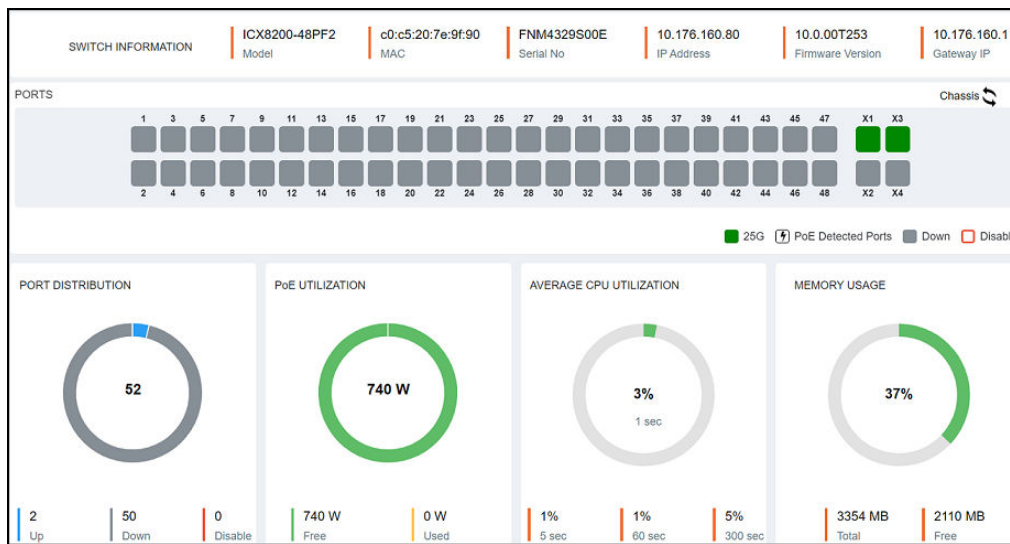 SWITCH INFORMATION
ICX8200-48PF2 c0:c5:20:7e:9f:90 FNM4329S00E 10.176.160.80 10.0.00T253 10.176.160.1
Model MAC Serial No IP Address Firmware Version Gateway IP
PORTS
Chassis
1 3 5 7 9 11 13 15 17 19 21 23 25 27 29 31 33 35 37 39 41 43 45 47 X1 X3
2 4 6 8 10 12 14 16 18 20 22 24 26 28 30 32 34 36 38 40 42 44 46 48 X2 X4
25G PoE Detected Ports Down Disabl
PORT DISTRIBUTION
52
2 50 0
Up Down Disable
PoE UTILIZATION
740 W
740 W 0 W
Free Used
AVERAGE CPU UTILIZATION
3%
1 sec
1% 1% 5%
5 sec 60 sec 300 sec
MEMORY USAGE
37%
3354 MB 2110 MB
Total Free